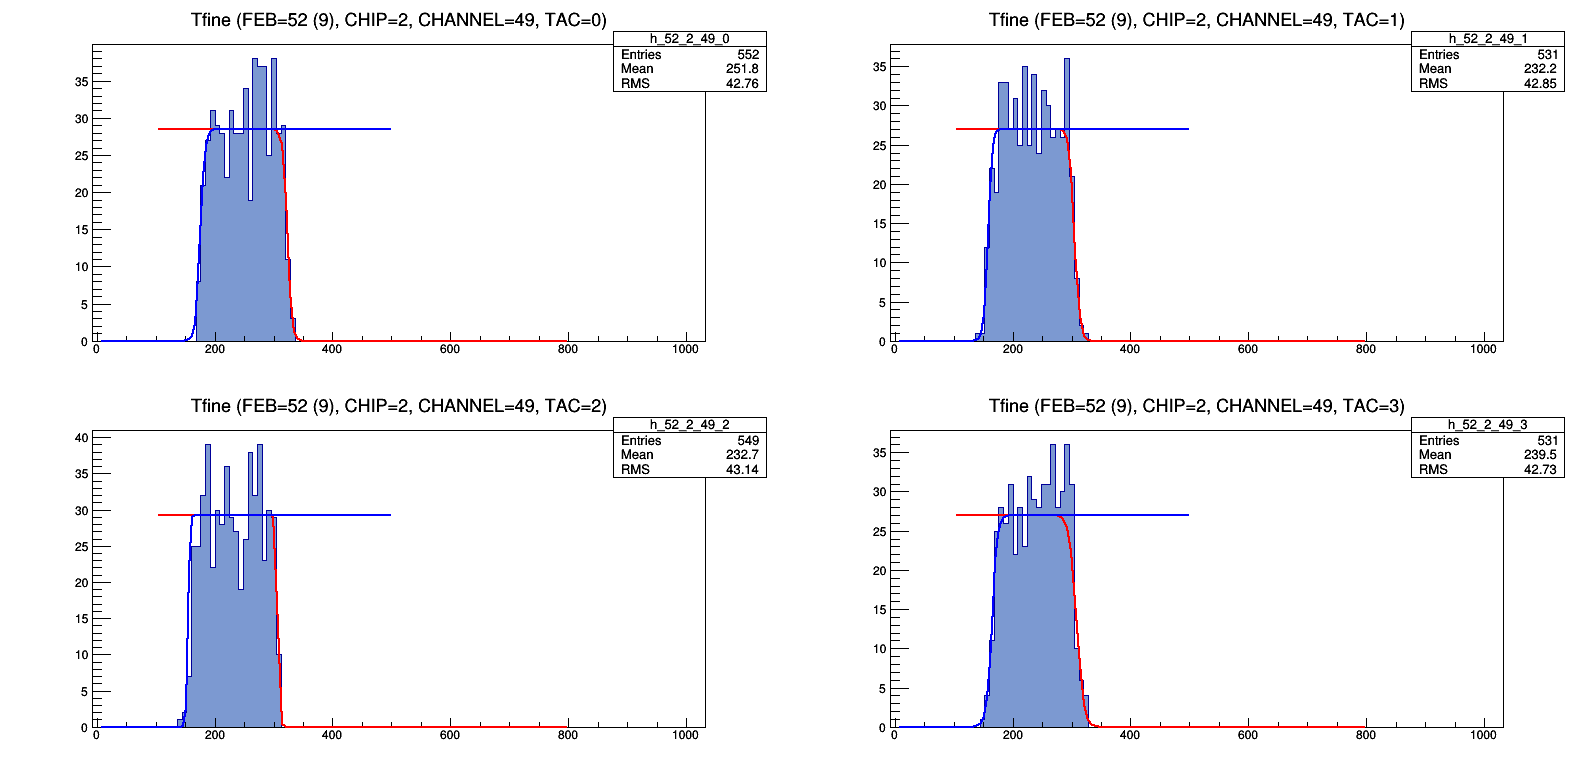 Tfine (FEB=52 (9), CHIP=2, CHANNEL=49, TAC=0)
h_52_2_49_0
Entries 552
Mean 251.8
RMS 42.76
35
30
25
20
15
10
5
0
0 200 400 600 800 1000
Tfine (FEB=52 (9), CHIP=2, CHANNEL=49, TAC=1)
h_52_2_49_1
Entries 531
Mean 232.2
RMS 42.85
35
30
25
20
15
10
5
0
0 200 400 600 800 1000
Tfine (FEB=52 (9), CHIP=2, CHANNEL=49, TAC=2)
h_52_2_49_2
Entries 549
Mean 232.7
RMS 43.14
40
35
30
25
20
15
10
5
0
0 200 400 600 800 1000
Tfine (FEB=52 (9), CHIP=2, CHANNEL=49, TAC=3)
h_52_2_49_3
Entries 531
Mean 239.5
RMS 42.73
35
30
25
20
15
10
5
0
0 200 400 600 800 1000